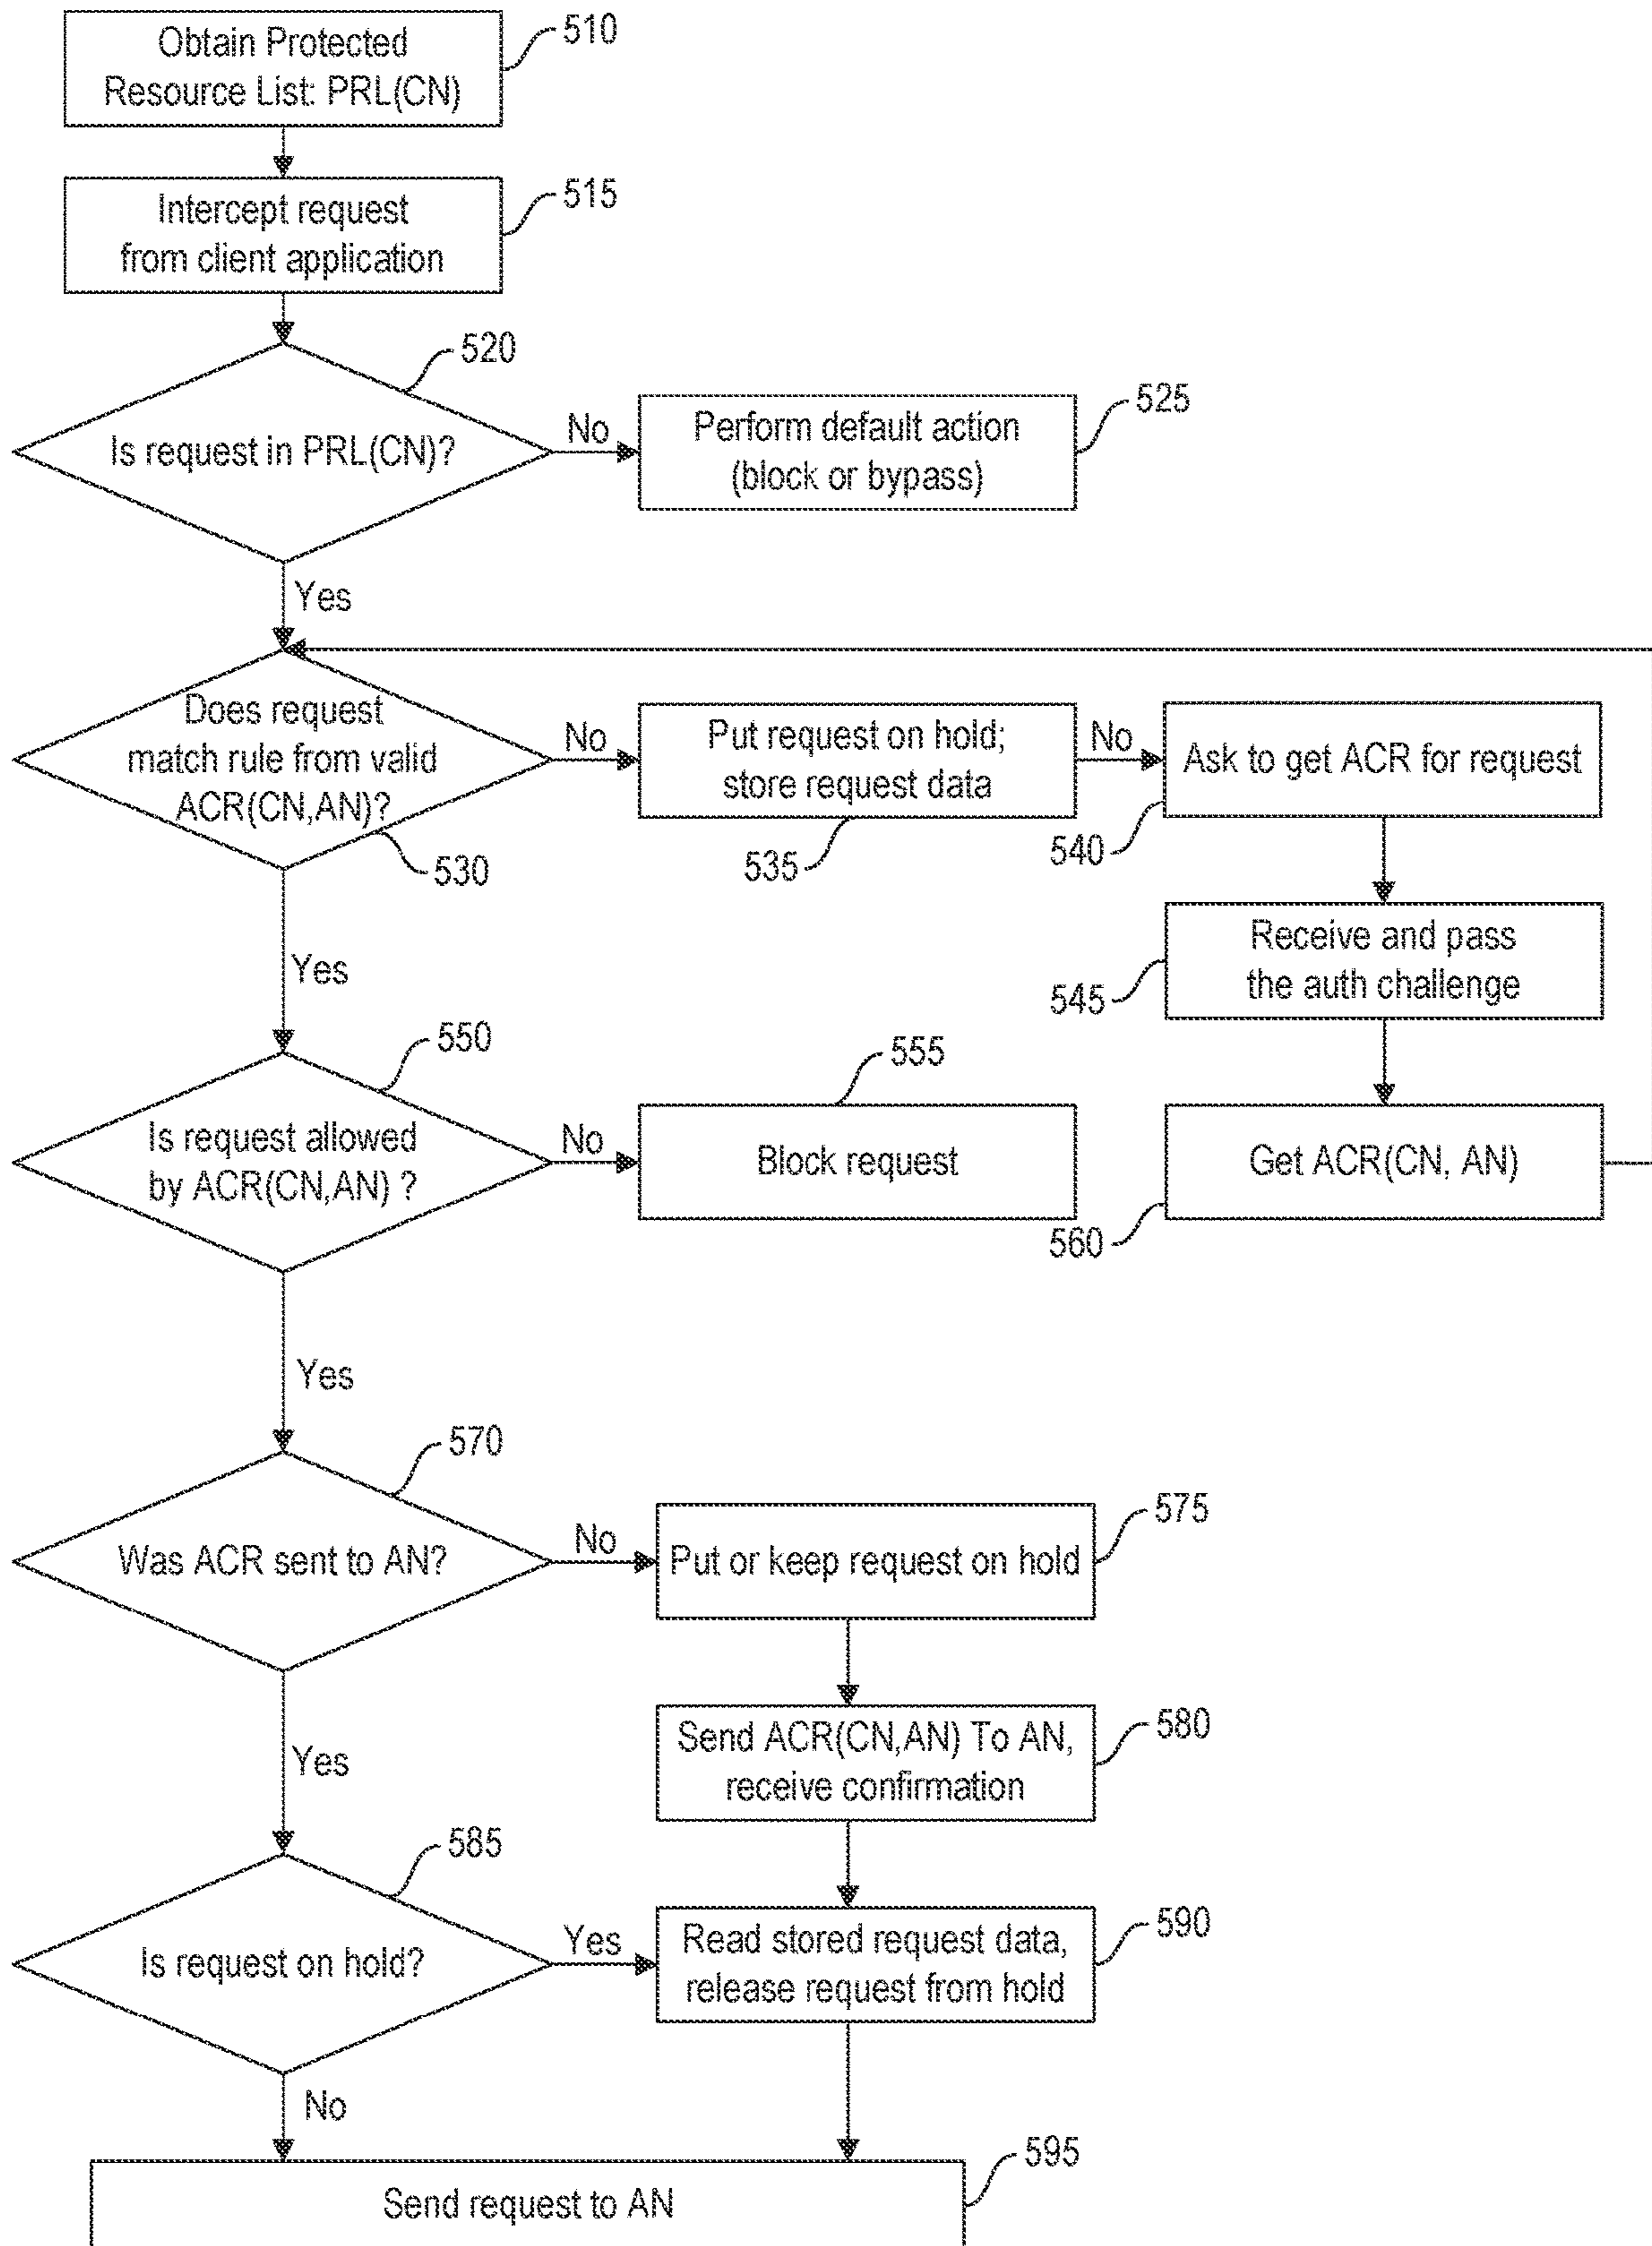 Obtain Protected
Resource List: PRL(CN)
510
Intercept request
from client application
515
520
Is request in PRL(CN)?
No
Perform default action
(block or bypass)
525
Yes
Does request
match rule from valid
ACR(CN,AN)?
530
No
Put request on hold;
store request data
535
No
Ask to get ACR for request
540
Receive and pass
the auth challenge
545
Yes
550
Is request allowed
by ACR(CN,AN) ?
No
555
Block request
Get ACR(CN, AN)
560
Yes
570
Was ACR sent to AN?
No
Put or keep request on hold
575
Send ACR(CN,AN) To AN,
receive confirmation
580
Yes
585
Is request on hold?
Yes
Read stored request data,
release request from hold
590
No
Send request to AN
595